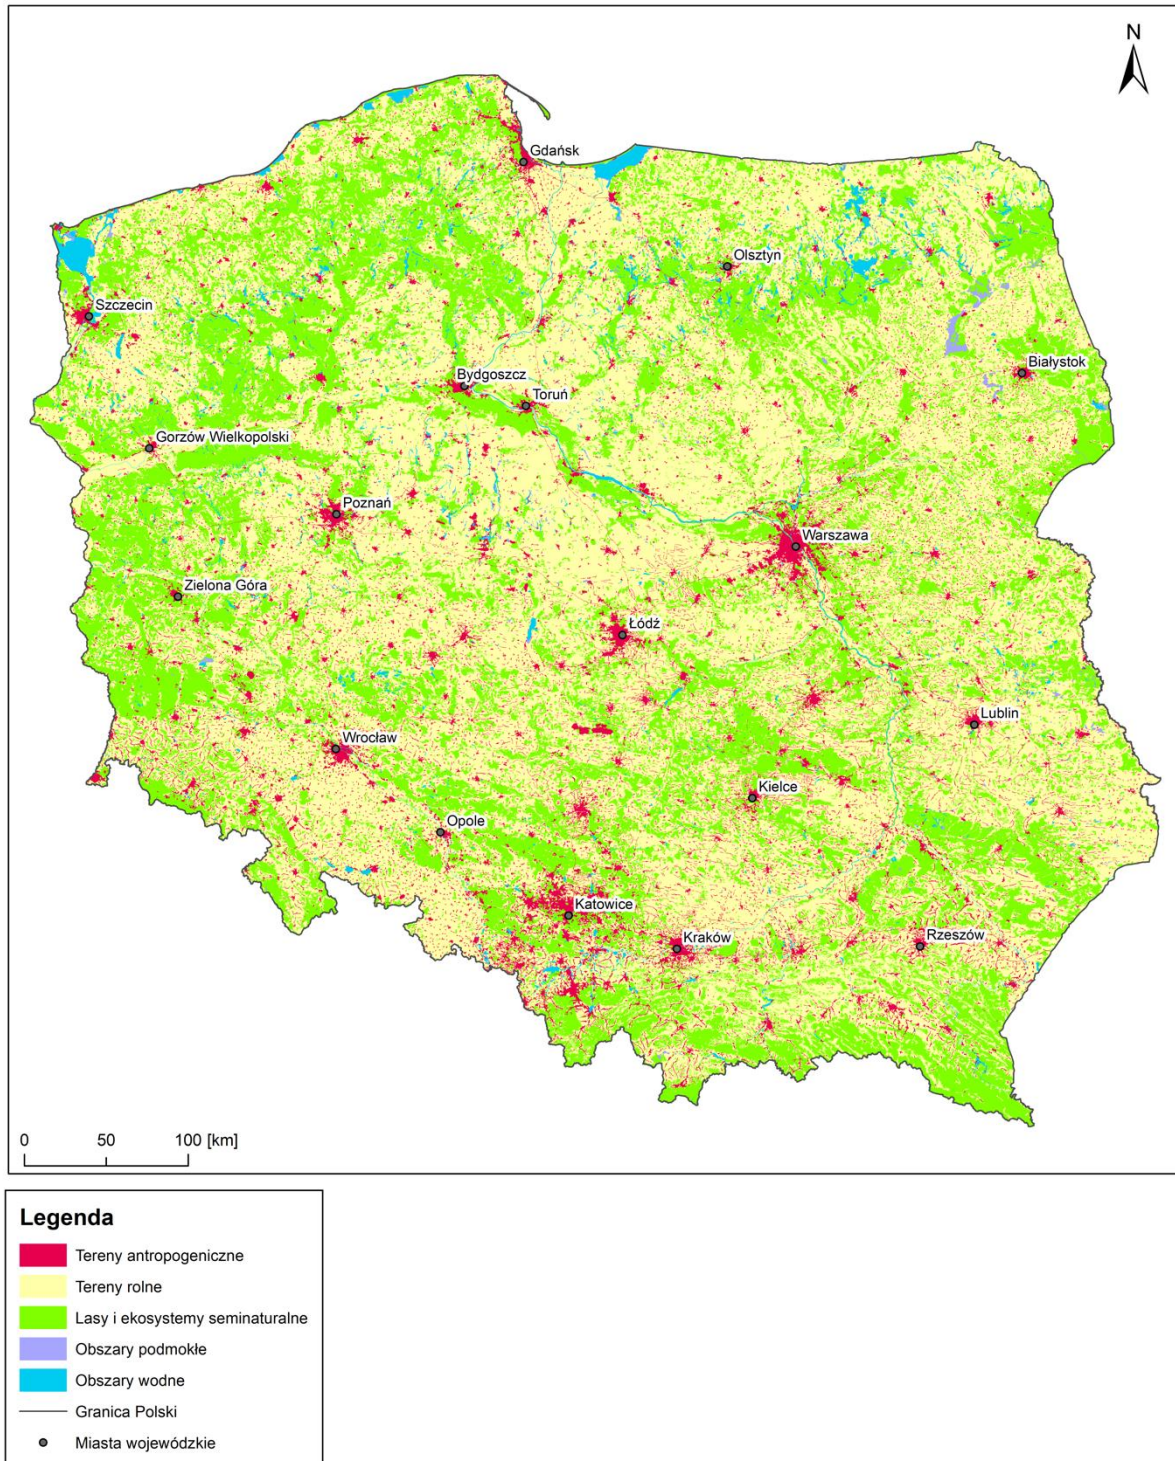 N
Gdańsk
Olsztyn
Szczecin
Białystok
Bydgoszcz
Toruń
Gorzów Wielkopolski
Poznań
Warszawa
Zielona Góra
Łódź
Lublin
Wrocław
Kielce
Opole
Katowice
Kraków
Rzeszów
0 50 100 [km]
Legenda
Tereny antropogeniczne
Tereny rolne
Lasy i ekosystemy seminaturalne
Obszary podmokłe
Obszary wodne
Granica Polski
Miasta wojewódzkie